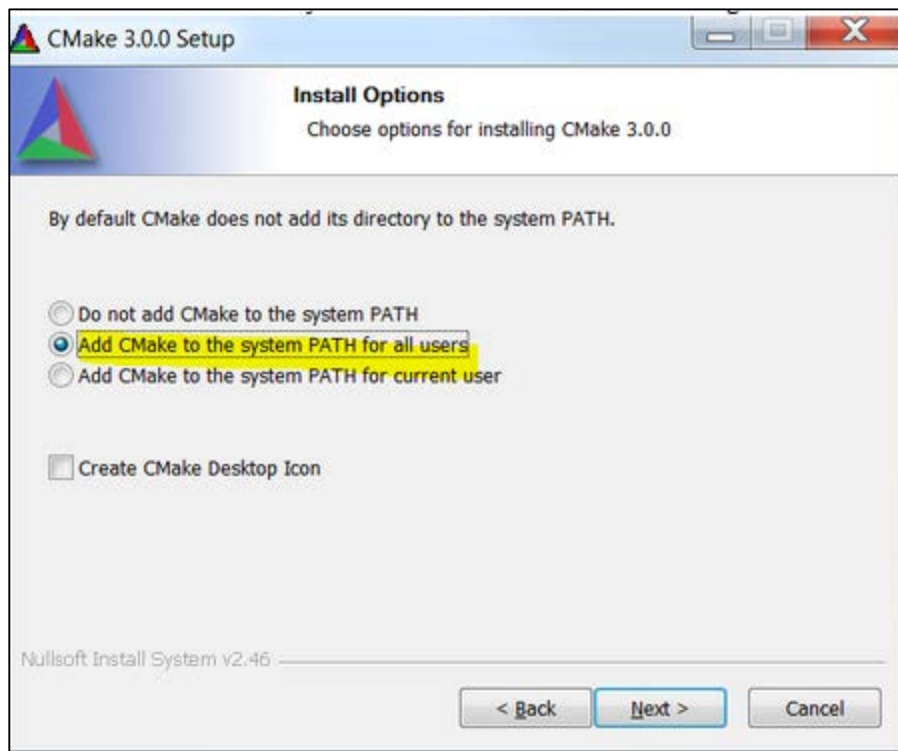 CMake 3.0.0 Setup
Install Options
Choose options for installing CMake 3.0.0
By default CMake does not add its directory to the system PATH.
Do not add CMake to the system PATH
Add CMake to the system PATH for all users
Add CMake to the system PATH for current user
Create CMake Desktop Icon
Nullsoft Install System v2.46
< Back
Next >
Cancel